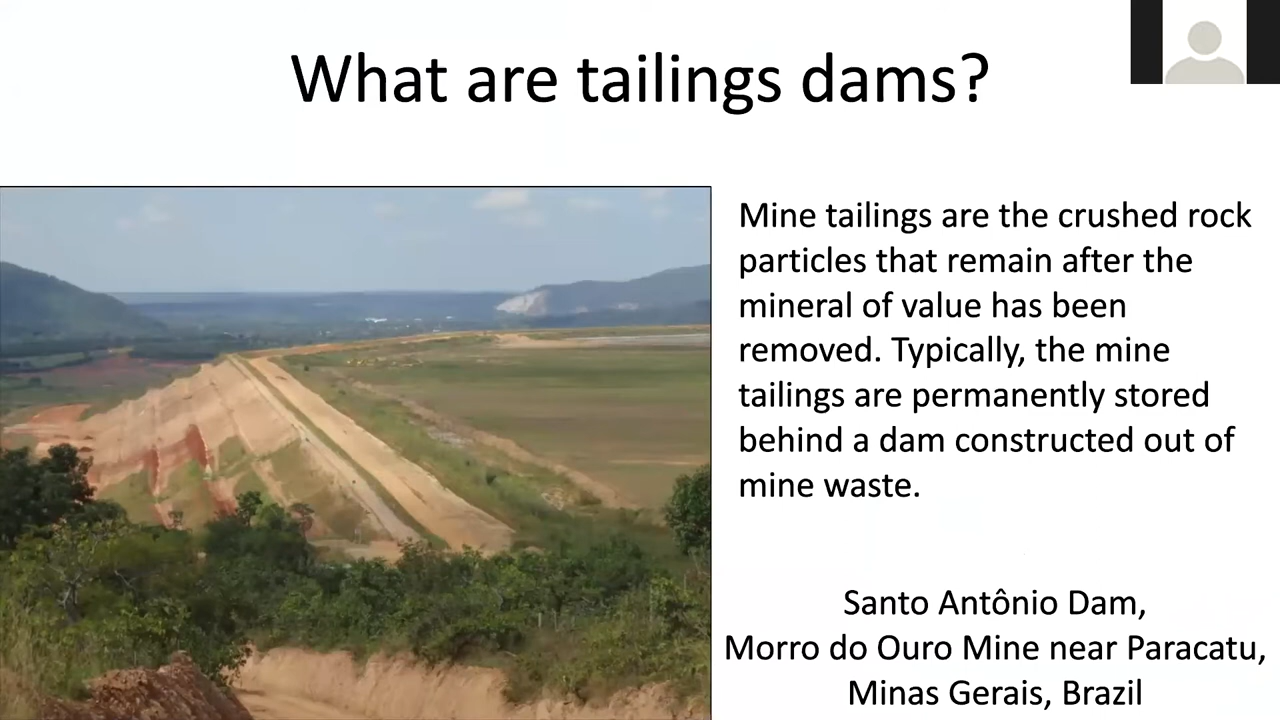 What are tailings dams?
Mine tailings are the crushed rock
particles that remain after the
mineral of value has been
removed. Typically, the mine
tailings are permanently stored
behind a dam constructed out of
mine waste.
Santo Antônio Dam,
Morro do Ouro Mine near Paracatu,
Minas Gerais, Brazil